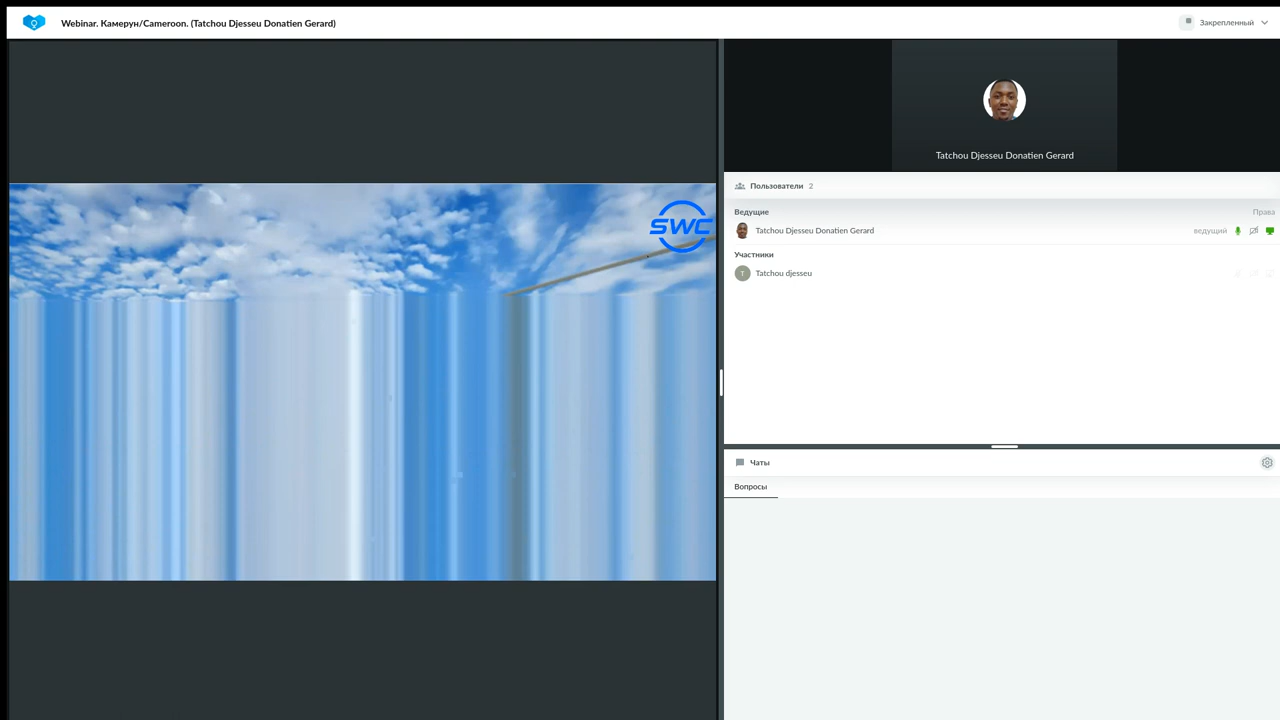 Webinar. Камерун/Cameroon. (Tatchou Djesseu Donatien Gerard)
Закрепленный
SWC
Tatchou Djesseu Donatien Gerard
Пользователи 2
Ведущие Права
Tatchou Djesseu Donatien Gerard ведущий
Участники
T Tatchou djesseu
Чаты
Вопросы